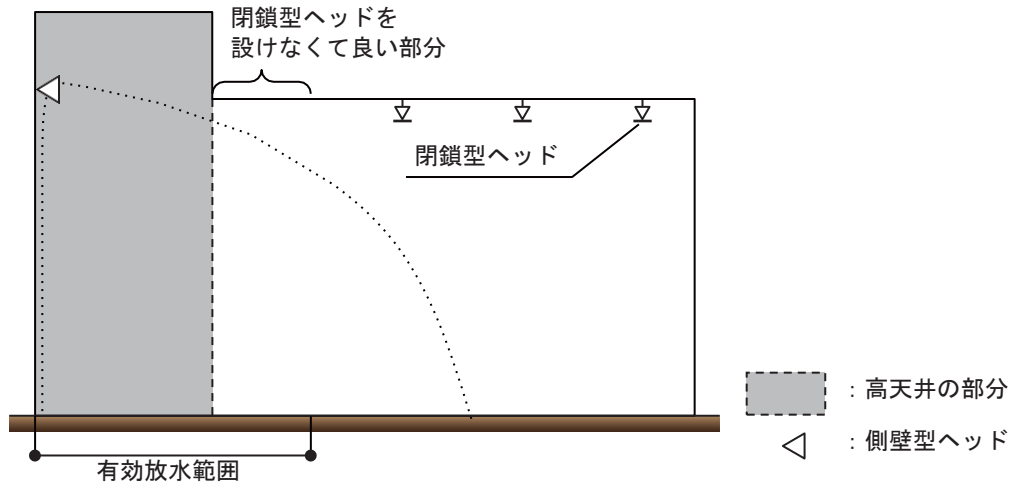 閉鎖型ヘッドを
設けなくて良い部分
閉鎖型ヘッド
有効放水範囲
：高天井の部分
：側壁型ヘッド